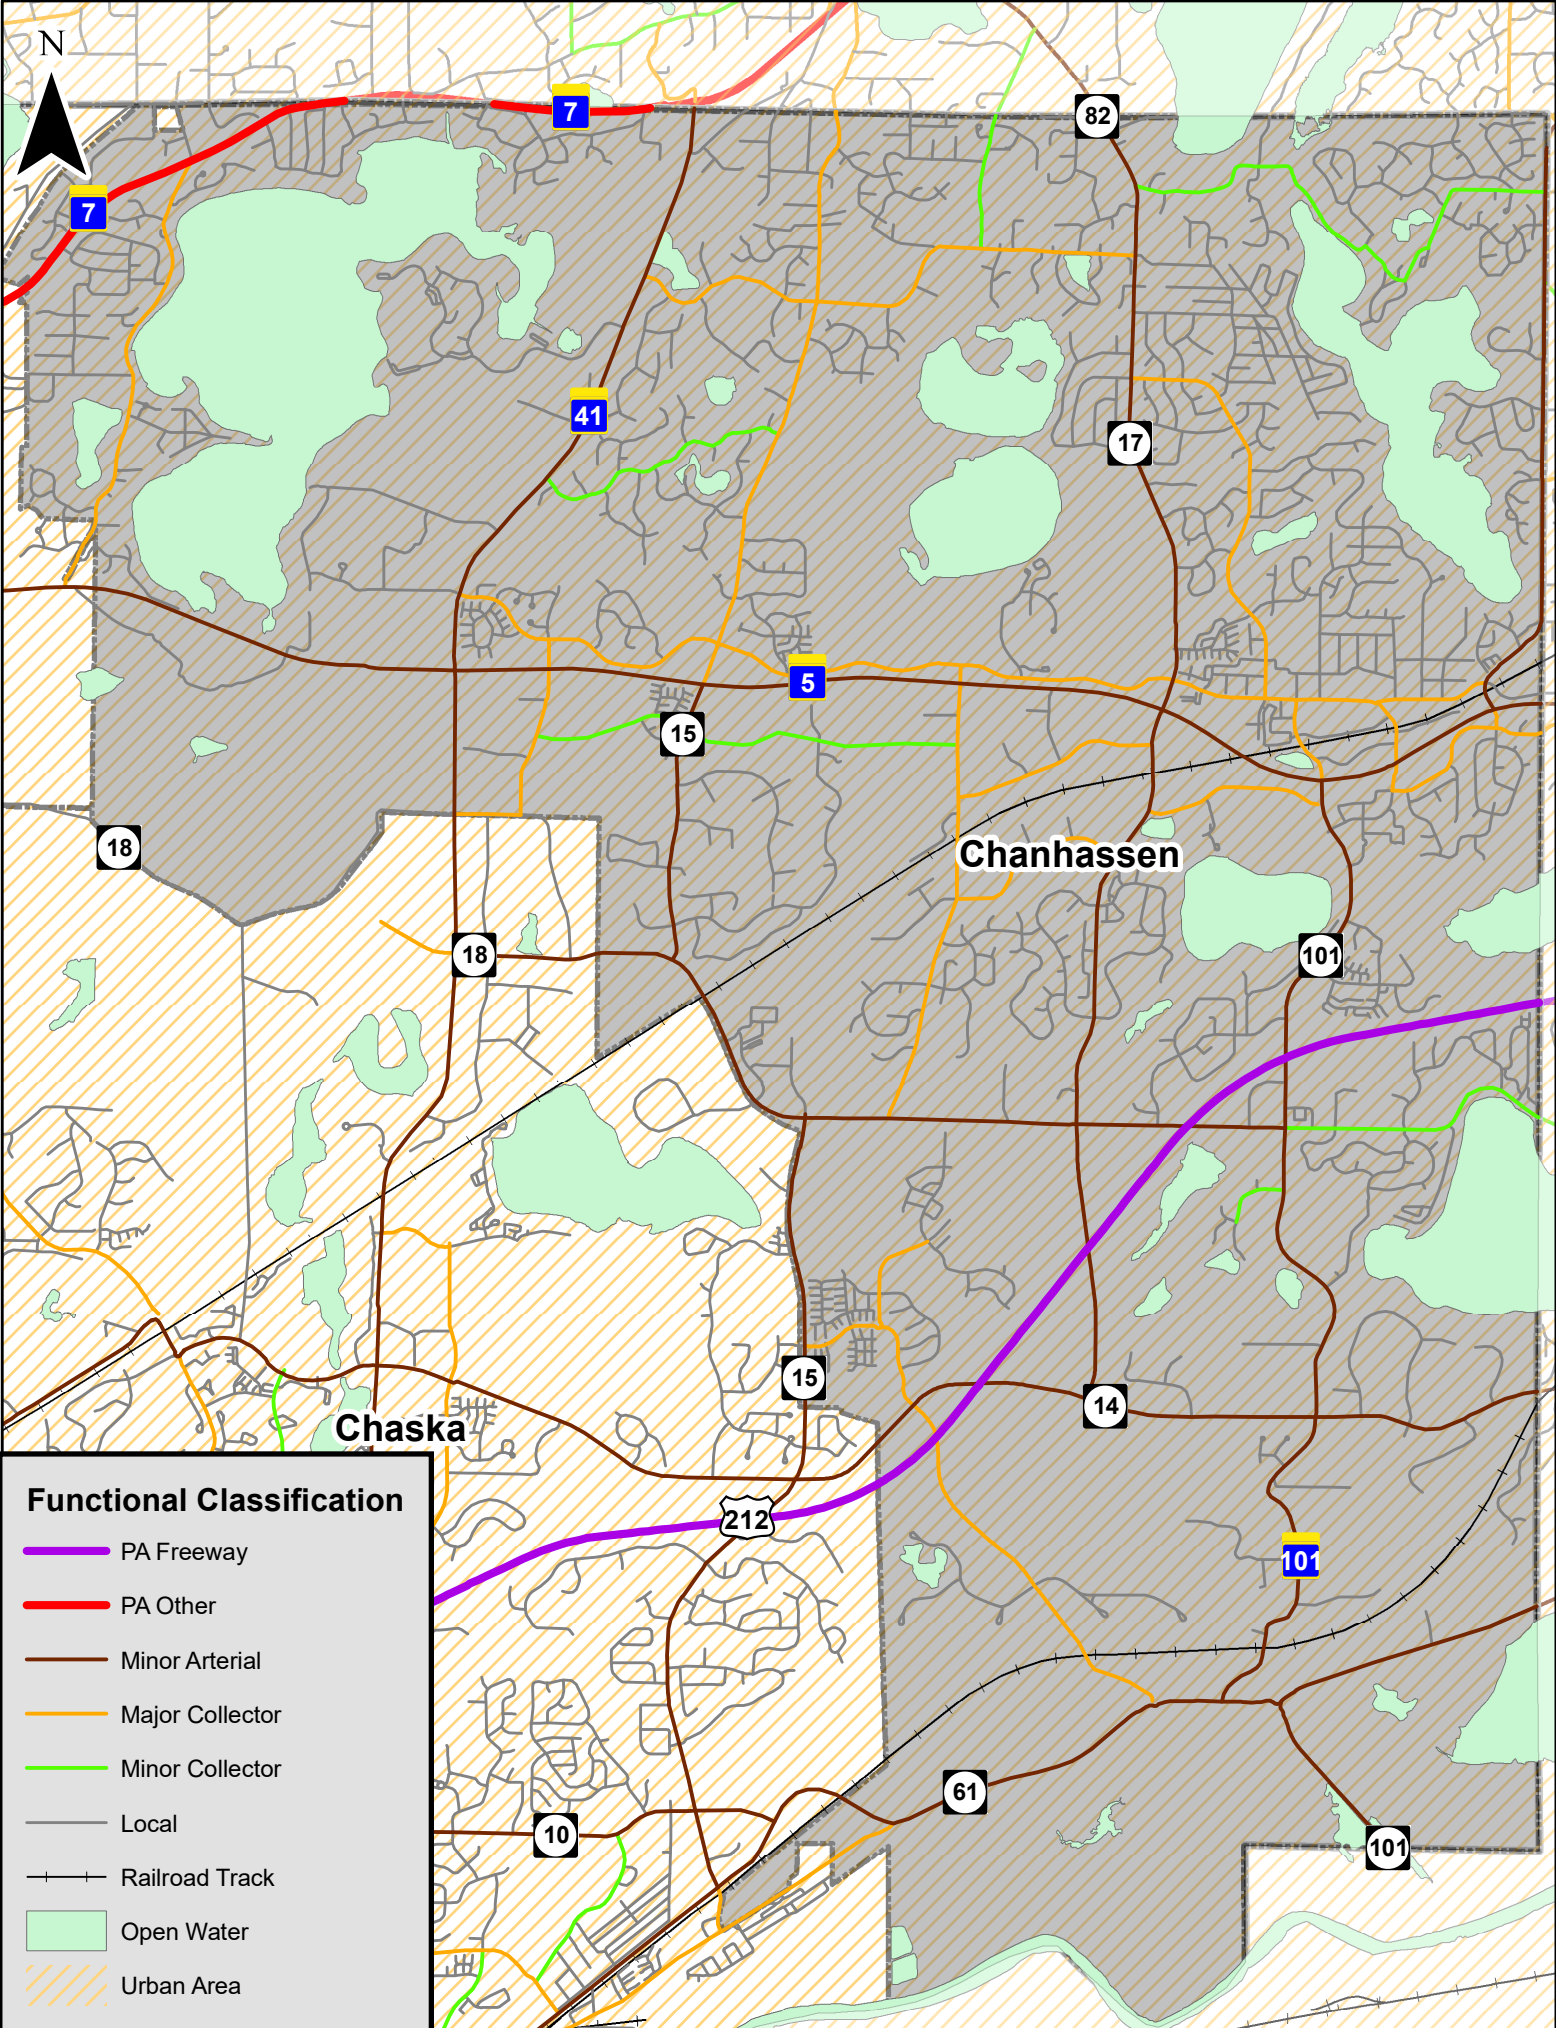 N
7
82
7
41
17
5
15
18
Chanhassen
18
101
15
14
Chaska
212
101
61
10
101
Functional Classification
PA Freeway
PA Other
Minor Arterial
Major Collector
Minor Collector
Local
Railroad Track
Open Water
Urban Area